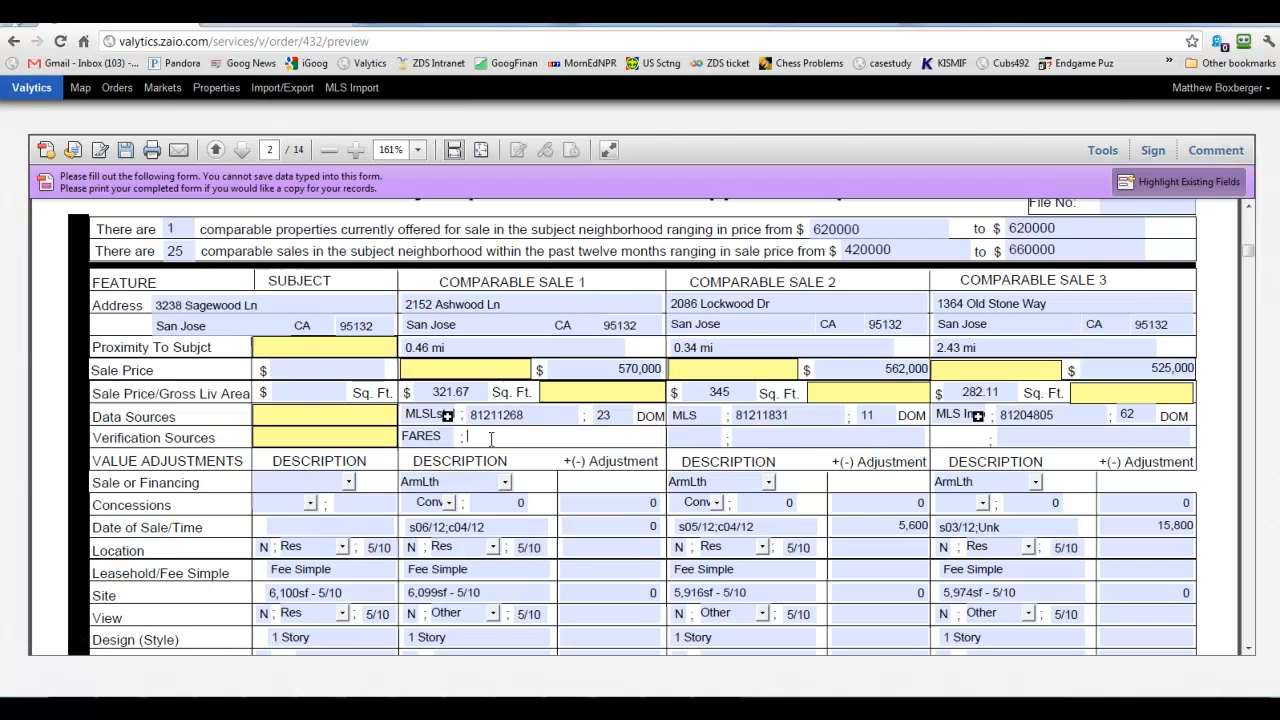 valytics.zaio.com/services/v/order/432/preview
Gmail - Inbox (103) -... Pandora Goog News iGoog Valytics ZDS Intranet GoogFinan MornEdNPR US Sctng ZDS ticket Chess Problems casestudy KISMIF Cubs492 Endgame Puz » Other bookmarks
Valytics Map Orders Markets Properties Import/Export MLS Import Matthew Boxberger
2 / 14 161% Tools Sign Comment
Please fill out the following form. You cannot save data typed into this form.
Please print your completed form if you would like a copy for your records.
Highlight Existing Fields
File No:
There are 1 comparable properties currently offered for sale in the subject neighborhood ranging in price from $ 620000 to $ 620000
There are 25 comparable sales in the subject neighborhood within the past twelve months ranging in sale price from $ 420000 to $ 660000
FEATURE SUBJECT COMPARABLE SALE 1 COMPARABLE SALE 2 COMPARABLE SALE 3
Address 3238 Sagewood Ln 2152 Ashwood Ln 2086 Lockwood Dr 1364 Old Stone Way
San Jose CA 95132 San Jose CA 95132 San Jose CA 95132 San Jose CA 95132
Proximity To Subjct 0.46 mi 0.34 mi 2.43 mi
Sale Price $ $ 570,000 $ 562,000 $ 525,000
Sale Price/Gross Liv Area $ Sq. Ft. $ 321.67 Sq. Ft. $ 345 Sq. Ft. $ 282.11 Sq. Ft.
Data Sources ; 81211268 ; 23 DOM MLS ; 81211831 ; 11 DOM MLS ; 81204805 ; 62 DOM
Verification Sources FARES ; ; ;
VALUE ADJUSTMENTS DESCRIPTION DESCRIPTION +(-) Adjustment DESCRIPTION +(-) Adjustment DESCRIPTION +(-) Adjustment
Sale or Financing ArmLth ArmLth ArmLth
Concessions ; Conv ; 0 0 Conv ; 0 0 ; 0 0
Date of Sale/Time s06/12;c04/12 0 s05/12;c04/12 5,600 s03/12;Unk 15,800
Location N ; Res ; 5/10 N ; Res ; 5/10 N ; Res ; 5/10 N ; Res ; 5/10
Leasehold/Fee Simple Fee Simple Fee Simple Fee Simple Fee Simple
Site 6,100sf - 5/10 6,099sf - 5/10 0 5,916sf - 5/10 0 5,974sf - 5/10 0
View N ; Res ; 5/10 N ; Other ; 5/10 N ; Other ; 5/10 N ; Other ; 5/10
Design (Style) 1 Story 1 Story 1 Story 1 Story